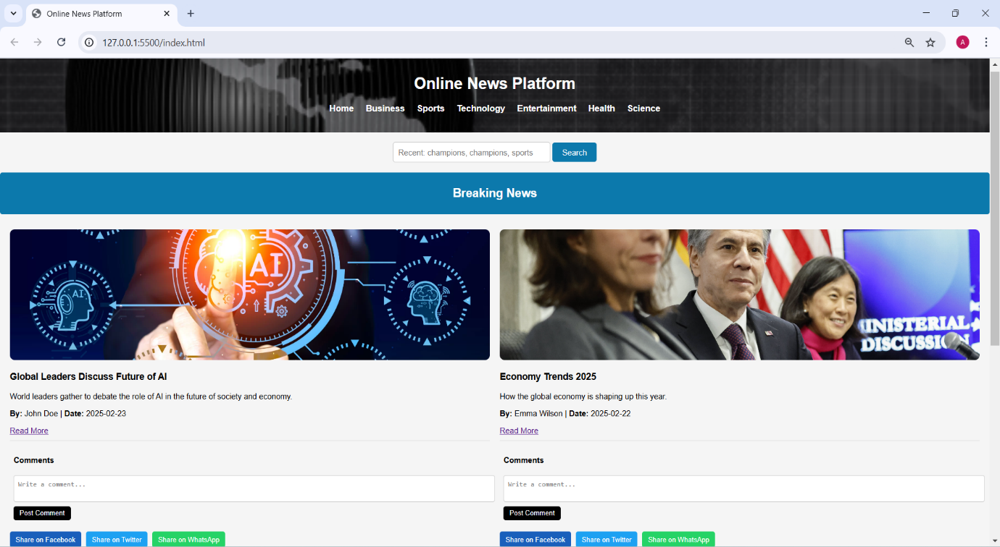 Online News Platform
127.0.0.1:5500/index.html
A
Online News Platform
Home Business Sports Technology Entertainment Health Science
Recent: champions, champions, sports Search
Breaking News
AI
AI
INISTERIAL
DISCUSSION
Global Leaders Discuss Future of AI
World leaders gather to debate the role of AI in the future of society and economy.
By: John Doe | Date: 2025-02-23
Read More
Comments
Write a comment...
Post Comment
Share on Facebook Share on Twitter Share on WhatsApp
Economy Trends 2025
How the global economy is shaping up this year.
By: Emma Wilson | Date: 2025-02-22
Read More
Comments
Write a comment...
Post Comment
Share on Facebook Share on Twitter Share on WhatsApp